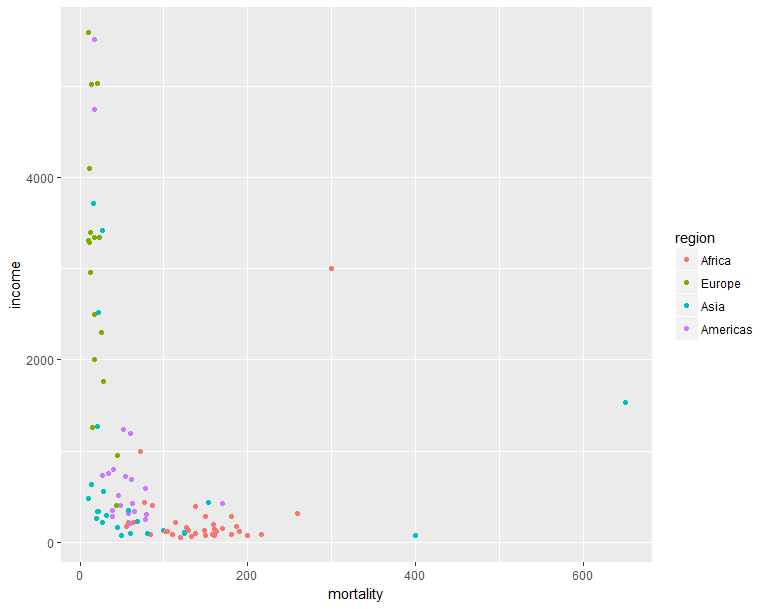 4000
2000
0
income
0
200
400
600
mortality
region
Africa
Europe
Asia
Americas